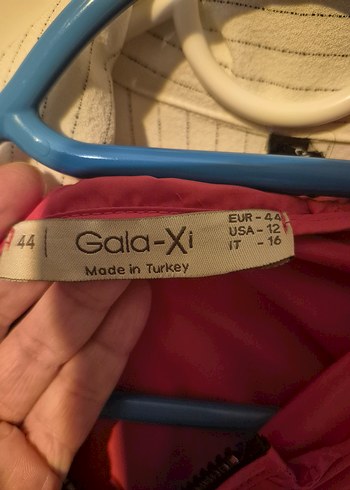 44
Gala-Xi
Made in Turkey
EUR - 44
USA - 12
IT - 16